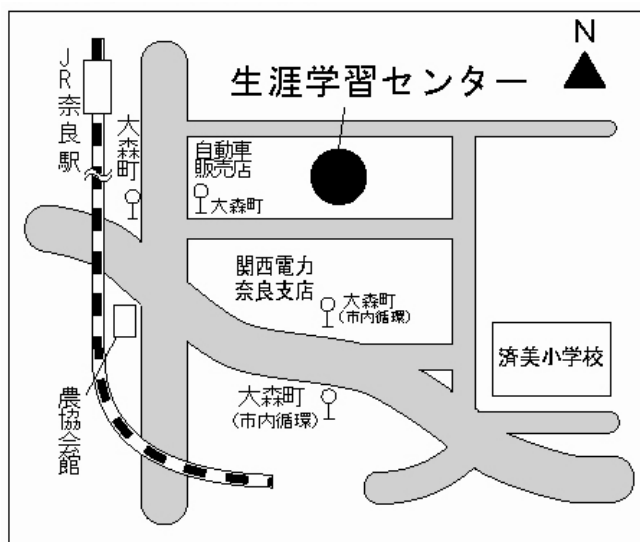 N
生涯学習センター
JR奈良駅
大森町
自動車
販売店
大森町
関西電力
奈良支店
大森町
(市内循環)
済美小学校
大森町
(市内循環)
農協会館